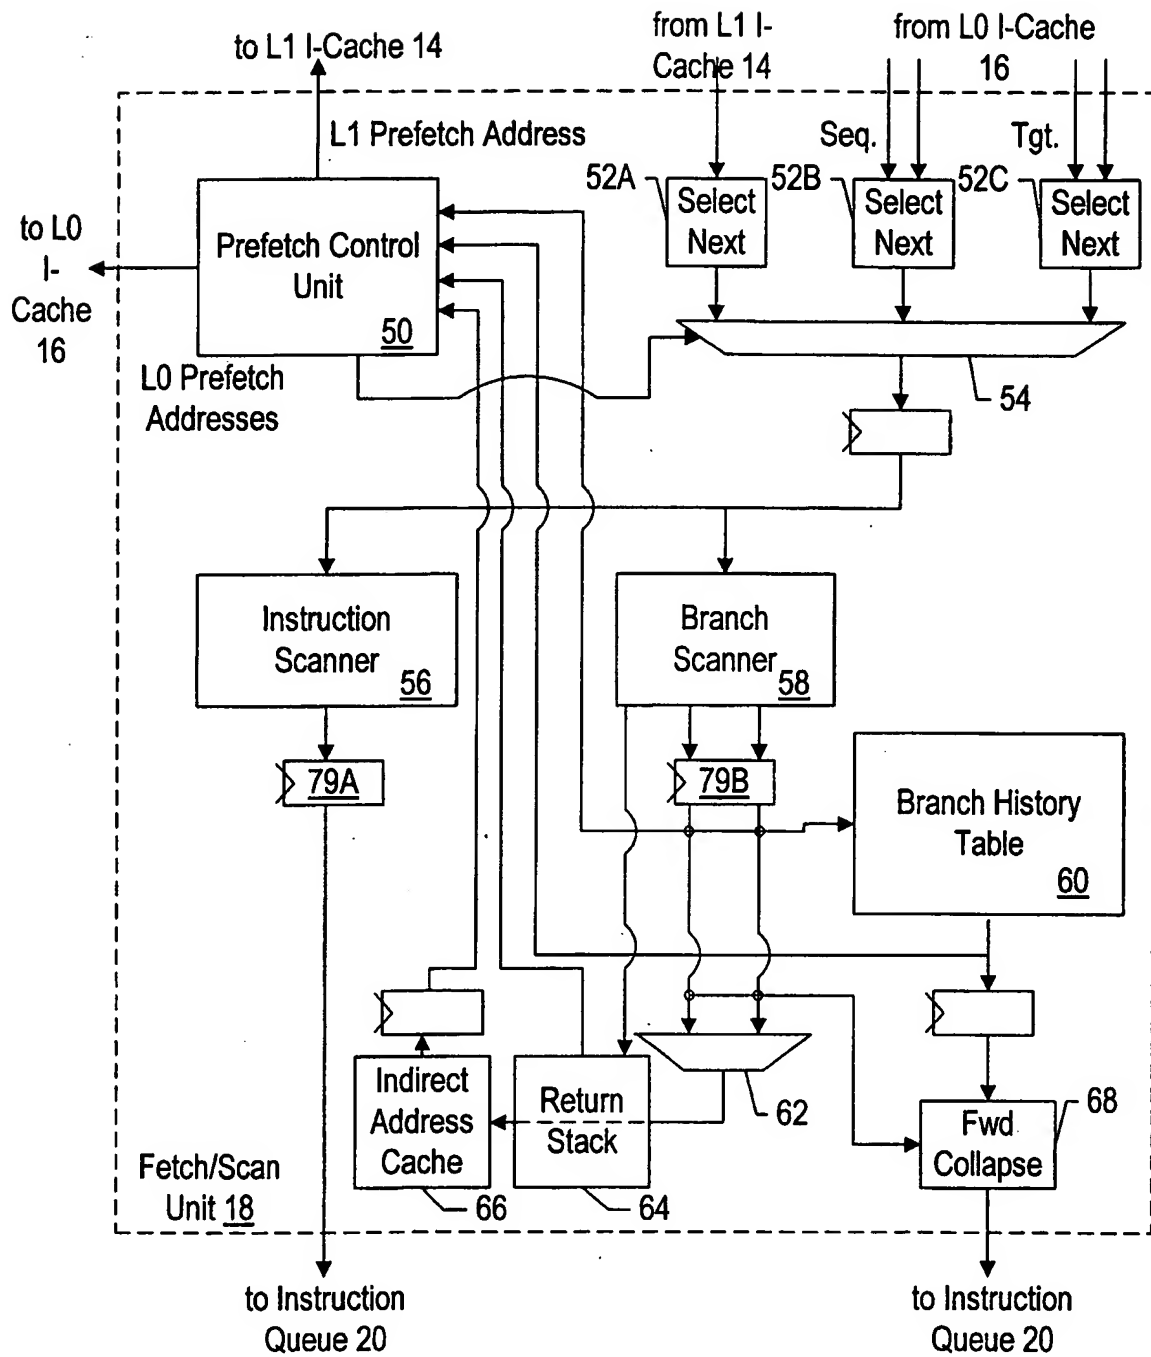 to L1 I-Cache 14
from L1 I-
Cache 14
from L0 I-Cache
16
L1 Prefetch Address
Seq.
Tgt.
52A
Select
Next
52B
Select
Next
52C
Select
Next
to L0
I-
Cache
16
Prefetch Control
Unit
50
L0 Prefetch
Addresses
54
Instruction
Scanner
56
Branch
Scanner
58
79A
79B
Branch History
Table
60
Indirect
Address
Cache
66
Return
Stack
64
62
Fwd
Collapse
68
Fetch/Scan
Unit 18
to Instruction
Queue 20
to Instruction
Queue 20